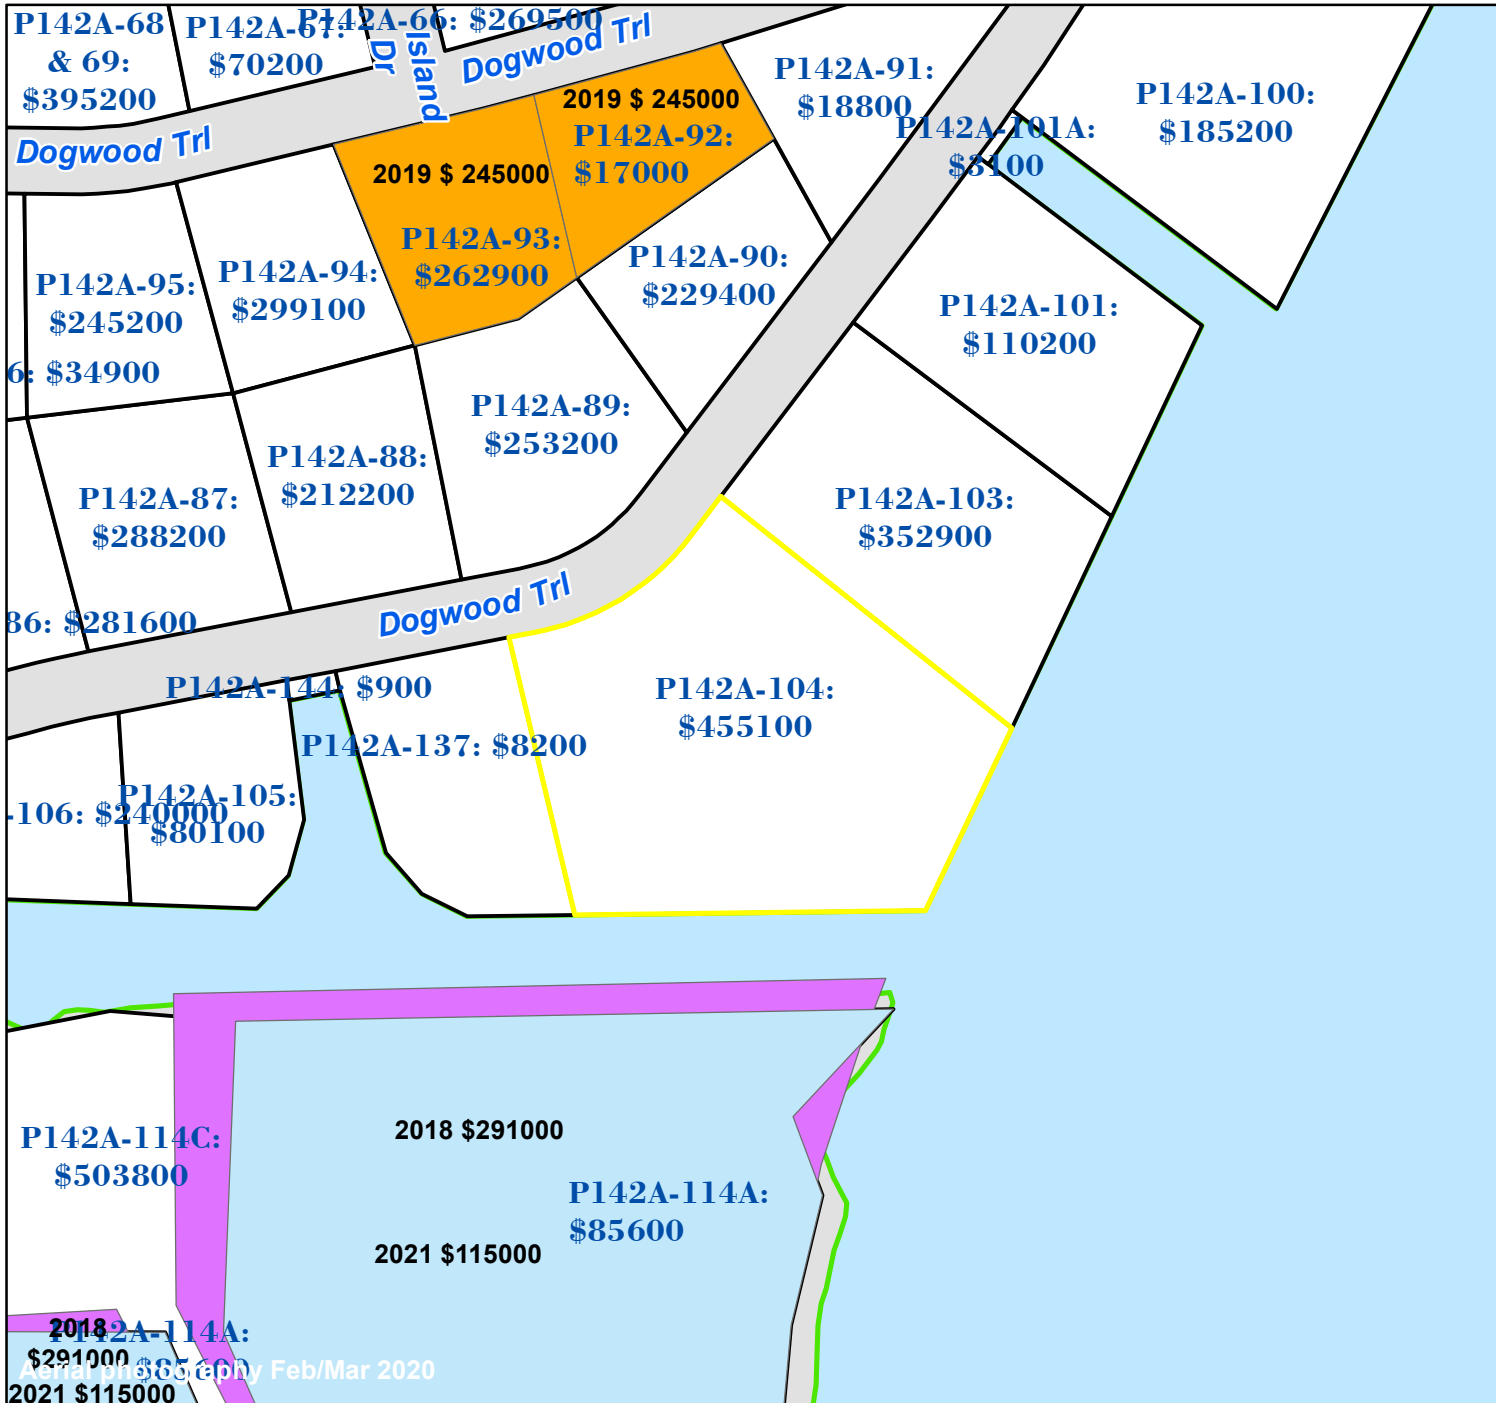 P142A-68
& 69:
$395200
P142A-67:
$70200
P142A-66: $269500
Island
Dr
Dogwood Trl
Dogwood Trl
2019 $ 245000
P142A-92:
$17000
P142A-91:
$18800
P142A-100:
$185200
P142A-101A:
$3100
2019 $ 245000
P142A-93:
$262900
P142A-94:
$299100
P142A-95:
$245200
P142A-90:
$229400
P142A-101:
$110200
6: $34900
P142A-89:
$253200
P142A-88:
$212200
P142A-87:
$288200
P142A-103:
$352900
86: $281600
Dogwood Trl
P142A-144: $900
P142A-104:
$455100
P142A-137: $8200
P142A-105:
$80100
-106: $240000
2018 $291000
P142A-114C:
$503800
P142A-114A:
$85600
2021 $115000
2018
$291000
P142A-114A:
$85600
Aerial photography Feb/Mar 2020
2021 $115000